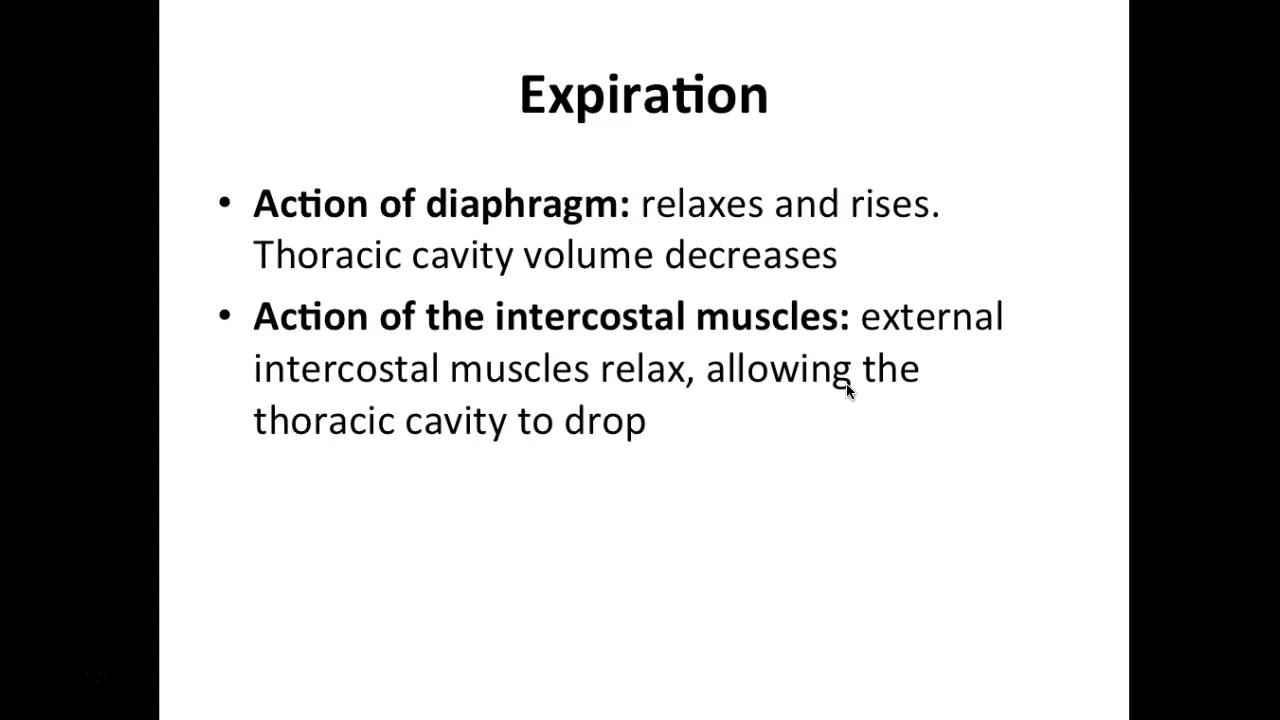 Expiration
• Action of diaphragm: relaxes and rises.
Thoracic cavity volume decreases
• Action of the intercostal muscles: external
intercostal muscles relax, allowing the
thoracic cavity to drop